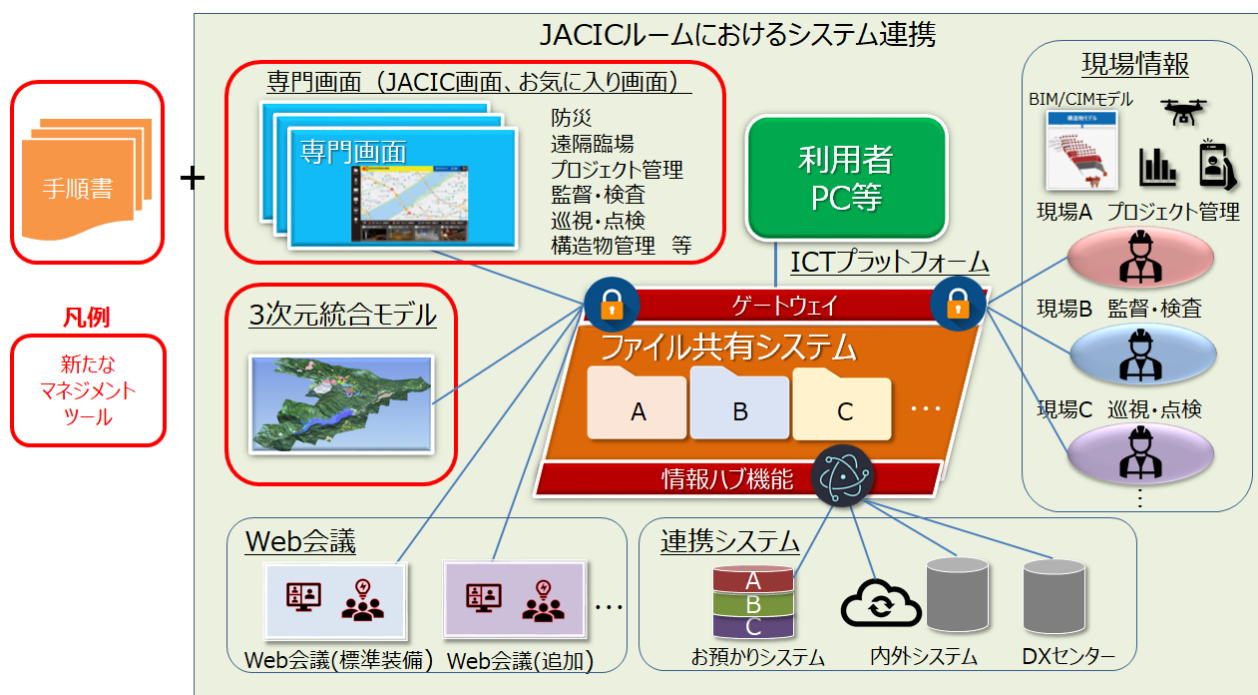 JACICルームにおけるシステム連携
手順書
+
凡例
新たな
マネジメント
ツール
専門画面（JACIC画面、お気に入り画面）
専門画面
防災
遠隔臨場
プロジェクト管理
監督・検査
巡視・点検
構造物管理 等
利用者
PC等
ICTプラットフォーム
3次元統合モデル
ゲートウェイ
ファイル共有システム
A
B
C
…
情報ハブ機能
現場情報
BIM/CIMモデル
構造物モデル
現場A プロジェクト管理
現場B 監督・検査
現場C 巡視・点検
…
Web会議
…
Web会議(標準装備)
Web会議(追加)
連携システム
A
B
C
お預かりシステム
内外システム
DXセンター